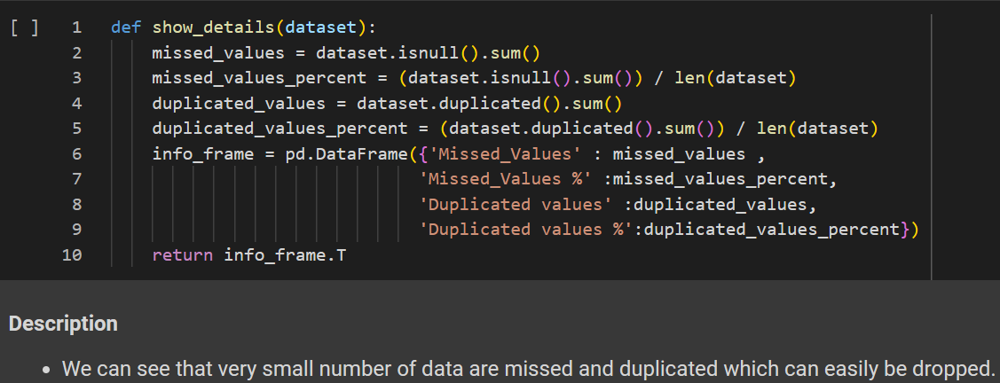 [ ] 1 def show_details(dataset):
2 missed_values = dataset.isnull().sum()
3 missed_values_percent = (dataset.isnull().sum()) / len(dataset)
4 duplicated_values = dataset.duplicated().sum()
5 duplicated_values_percent = (dataset.duplicated().sum()) / len(dataset)
6 info_frame = pd.DataFrame({'Missed_Values' : missed_values ,
7 'Missed_Values %' :missed_values_percent,
8 'Duplicated values' :duplicated_values,
9 'Duplicated values %':duplicated_values_percent})
10 return info_frame.T
Description
• We can see that very small number of data are missed and duplicated which can easily be dropped.